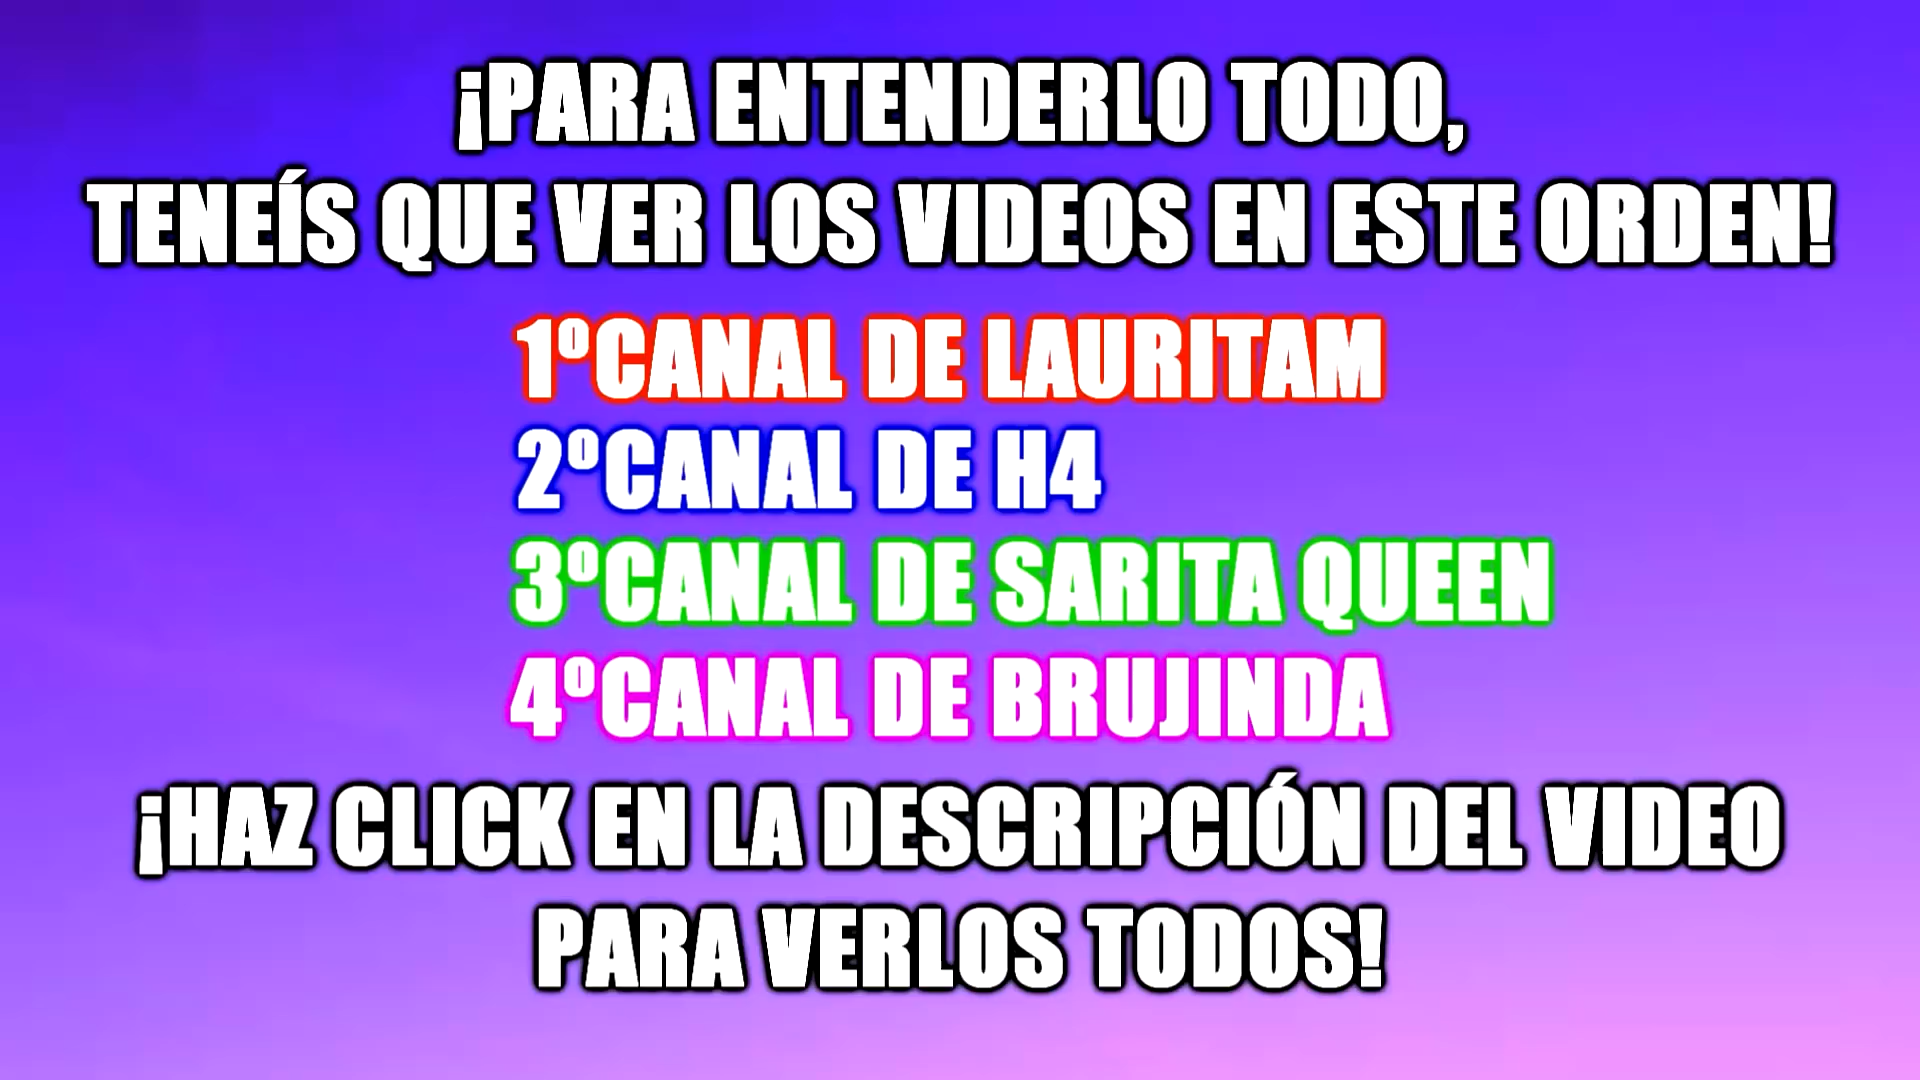 ¡PARA ENTENDERLO TODO,
TENEÍS QUE VER LOS VIDEOS EN ESTE ORDEN!
1ºCANAL DE LAURITAM
2ºCANAL DE H4
3ºCANAL DE SARITA QUEEN
4ºCANAL DE BRUJINDA
¡HAZ CLICK EN LA DESCRIPCIÓN DEL VIDEO
PARA VERLOS TODOS!